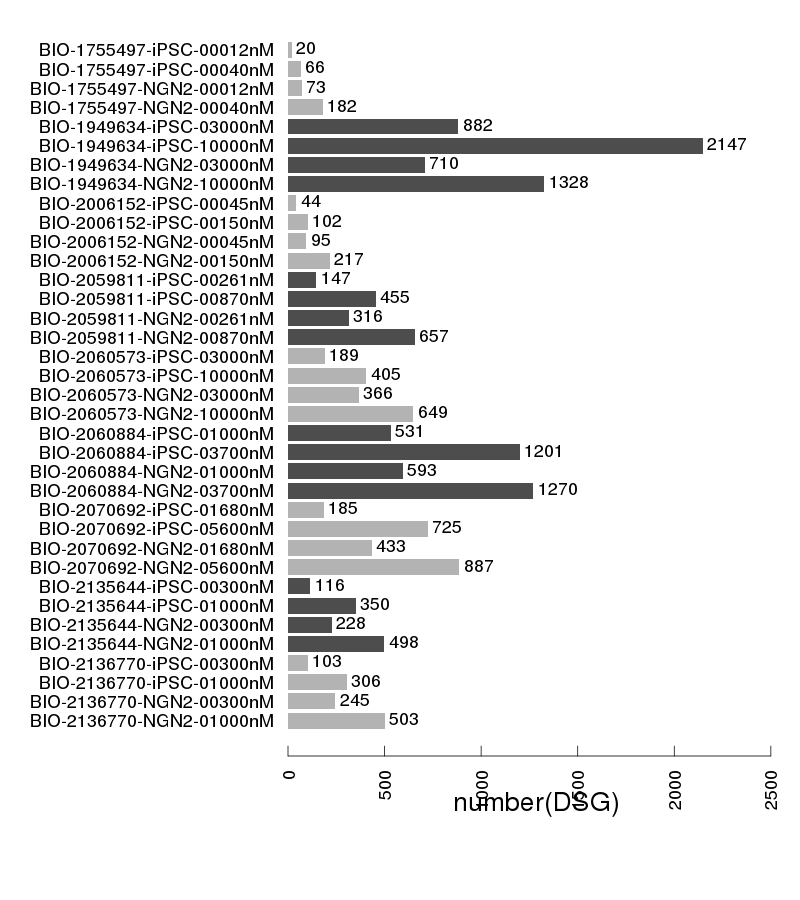 BIO-1755497-iPSC-00012nM 20
BIO-1755497-iPSC-00040nM 66
BIO-1755497-NGN2-00012nM 73
BIO-1755497-NGN2-00040nM 182
BIO-1949634-iPSC-03000nM 882
BIO-1949634-iPSC-10000nM 2147
BIO-1949634-NGN2-03000nM 710
BIO-1949634-NGN2-10000nM 1328
BIO-2006152-iPSC-00045nM 44
BIO-2006152-iPSC-00150nM 102
BIO-2006152-NGN2-00045nM 95
BIO-2006152-NGN2-00150nM 217
BIO-2059811-iPSC-00261nM 147
BIO-2059811-iPSC-00870nM 455
BIO-2059811-NGN2-00261nM 316
BIO-2059811-NGN2-00870nM 657
BIO-2060573-iPSC-03000nM 189
BIO-2060573-iPSC-10000nM 405
BIO-2060573-NGN2-03000nM 366
BIO-2060573-NGN2-10000nM 649
BIO-2060884-iPSC-01000nM 531
BIO-2060884-iPSC-03700nM 1201
BIO-2060884-NGN2-01000nM 593
BIO-2060884-NGN2-03700nM 1270
BIO-2070692-iPSC-01680nM 185
BIO-2070692-iPSC-05600nM 725
BIO-2070692-NGN2-01680nM 433
BIO-2070692-NGN2-05600nM 887
BIO-2135644-iPSC-00300nM 116
BIO-2135644-iPSC-01000nM 350
BIO-2135644-NGN2-00300nM 228
BIO-2135644-NGN2-01000nM 498
BIO-2136770-iPSC-00300nM 103
BIO-2136770-iPSC-01000nM 306
BIO-2136770-NGN2-00300nM 245
BIO-2136770-NGN2-01000nM 503
0 500 1000 1500 2000 2500
number(DSG)